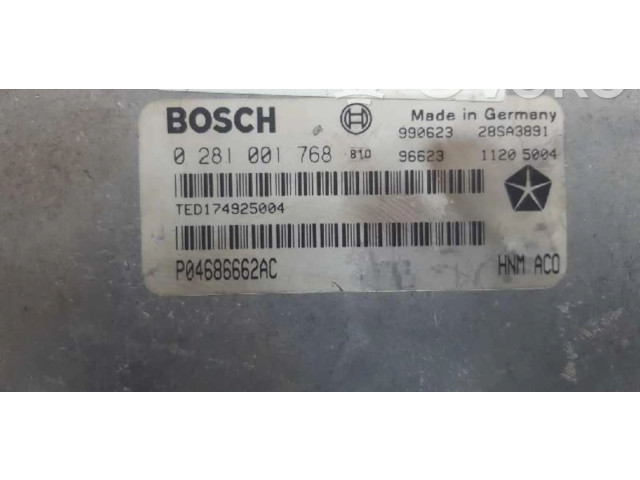 BOSCH Made in Germany
990623 28SA3891
0 281 001 768 810 96623 1120 5004
TED174925004
P04686662AC HNM ACO